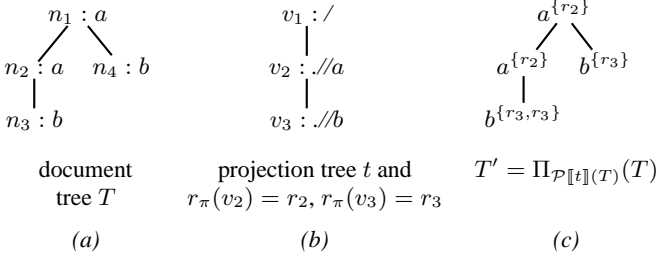 n₁ : a
n₂ : a
n₄ : b
n₃ : b
document
tree T
(a)
v₁ : /
v₂ : .//a
v₃ : .//b
projection tree t and
r_π(v₂) = r₂, r_π(v₃) = r₃
(b)
a^{r₂}
a^{r₂}
b^{r₃}
b^{r₃,r₃}
T′ = Π_{𝒫⟦t⟧(T)}(T)
(c)